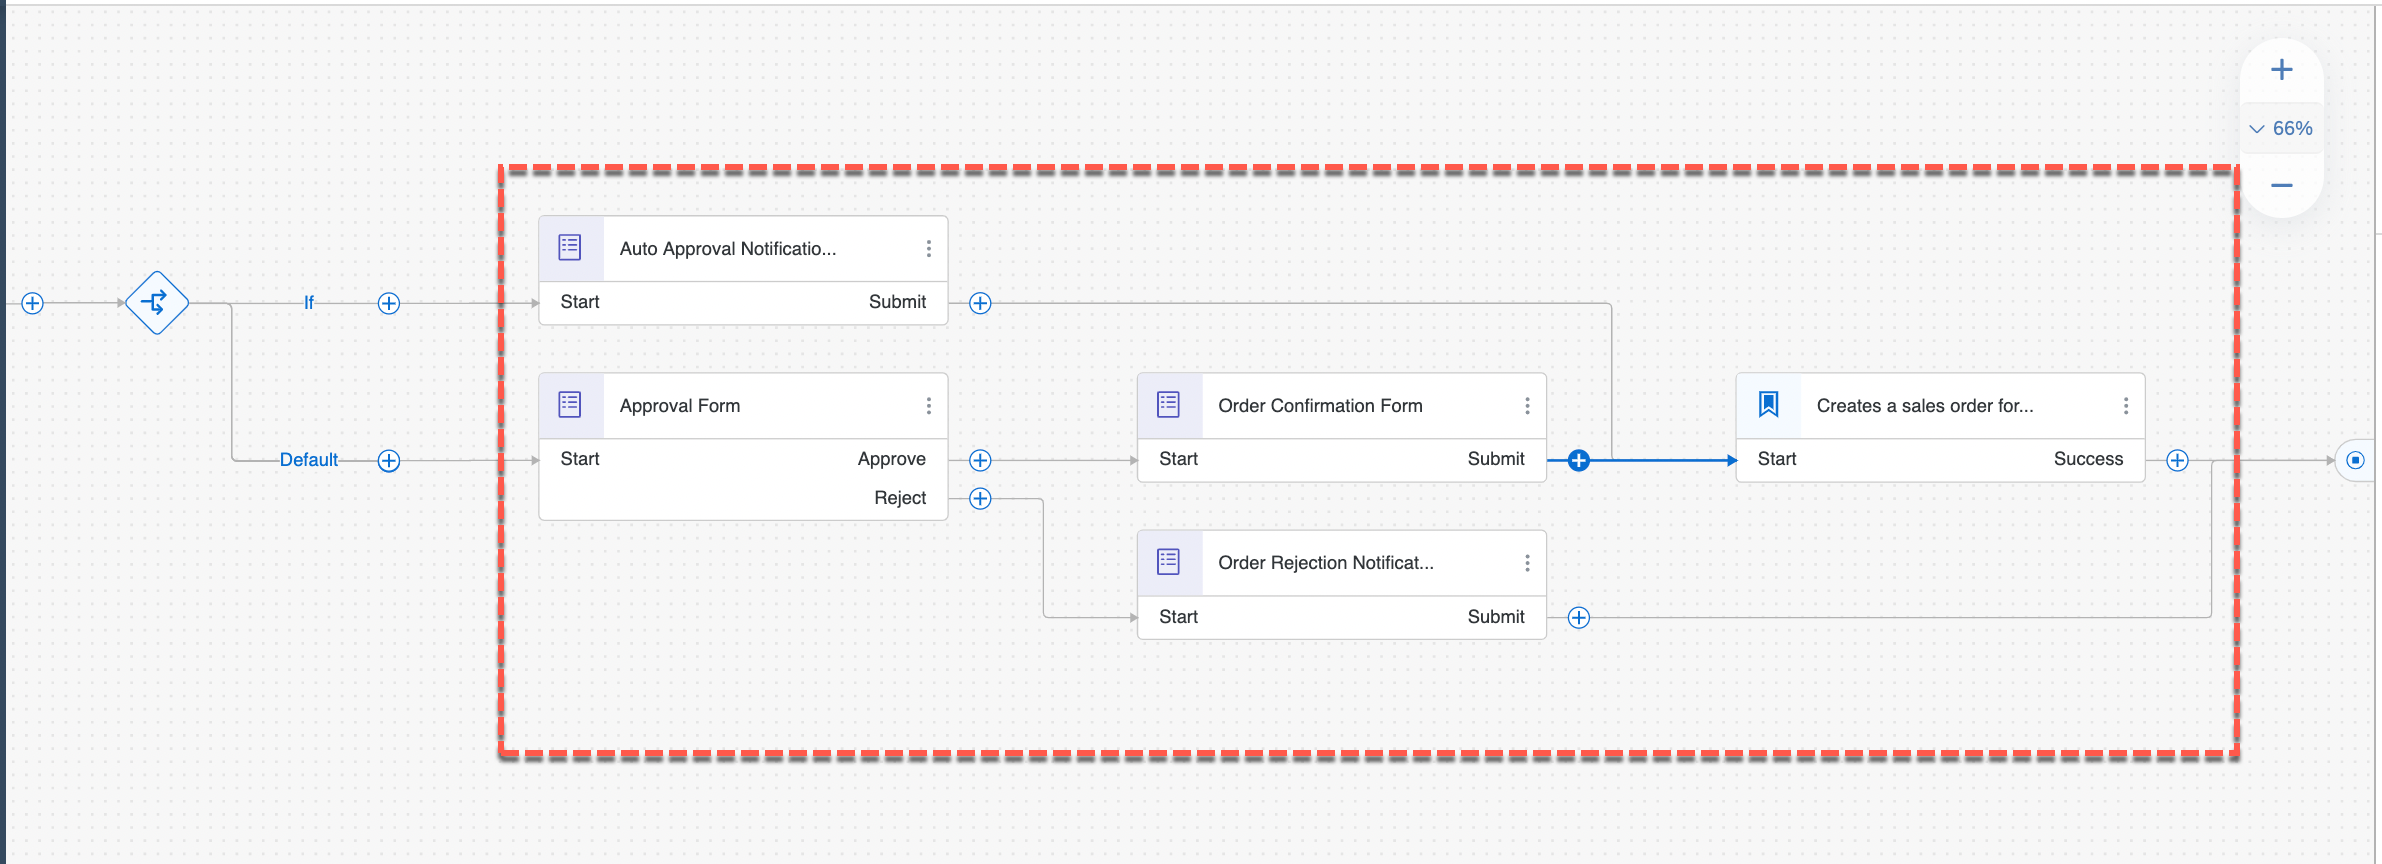 66%
Auto Approval Notificatio...
If
Start
Submit
Approval Form
Order Confirmation Form
Creates a sales order for...
Default
Start
Approve
Start
Submit
Start
Success
Reject
Order Rejection Notificat...
Start
Submit